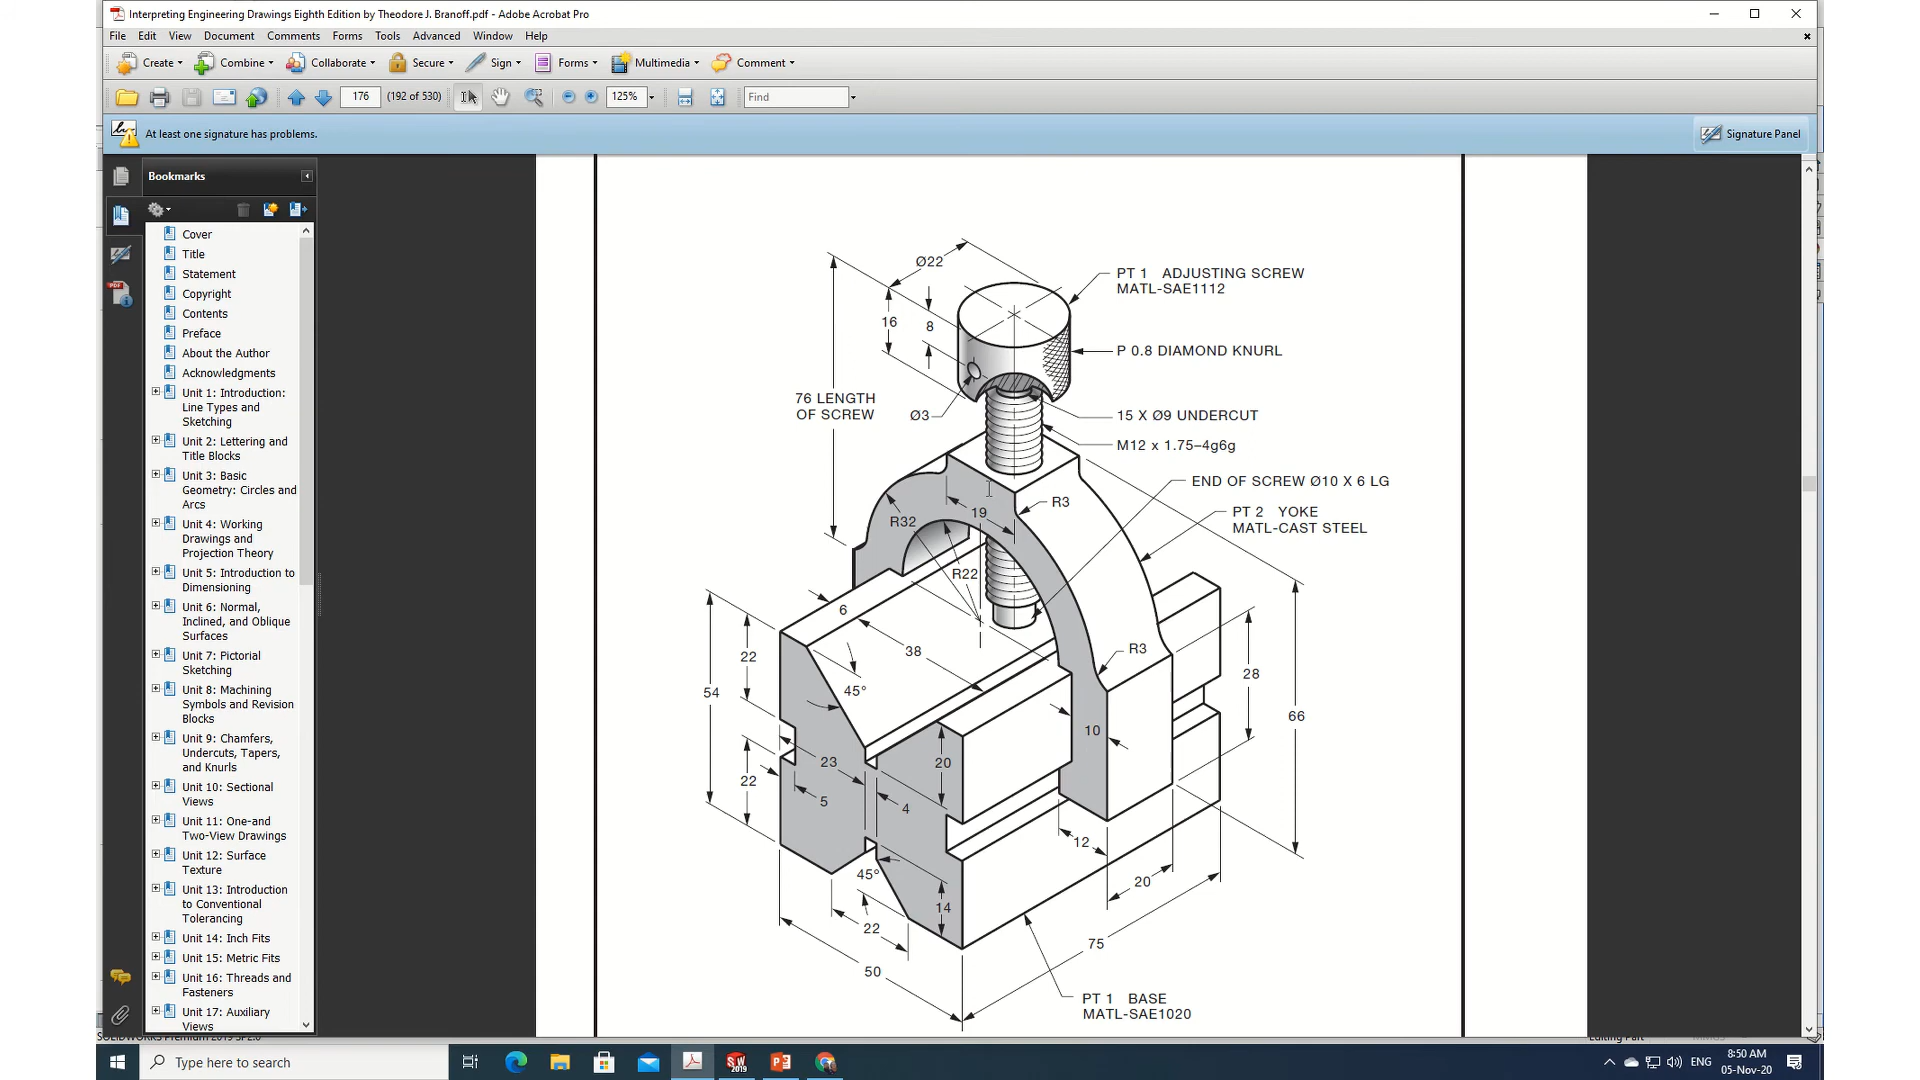 Interpreting Engineering Drawings Eighth Edition by Theodore J. Branoff.pdf - Adobe Acrobat Pro
File Edit View Document Comments Forms Tools Advanced Window Help
Create Combine Collaborate Secure Sign Forms Multimedia Comment
176 (192 of 530) 125% Find
At least one signature has problems.
Signature Panel
Bookmarks
Cover
Title
Statement
Copyright
Contents
Preface
About the Author
Acknowledgments
Unit 1: Introduction:
Line Types and
Sketching
Unit 2: Lettering and
Title Blocks
Unit 3: Basic
Geometry: Circles and
Arcs
Unit 4: Working
Drawings and
Projection Theory
Unit 5: Introduction to
Dimensioning
Unit 6: Normal,
Inclined, and Oblique
Surfaces
Unit 7: Pictorial
Sketching
Unit 8: Machining
Symbols and Revision
Blocks
Unit 9: Chamfers,
Undercuts, Tapers,
and Knurls
Unit 10: Sectional
Views
Unit 11: One-and
Two-View Drawings
Unit 12: Surface
Texture
Unit 13: Introduction
to Conventional
Tolerancing
Unit 14: Inch Fits
Unit 15: Metric Fits
Unit 16: Threads and
Fasteners
Unit 17: Auxiliary
Views
Ø22
PT 1 ADJUSTING SCREW
MATL-SAE1112
16
8
P 0.8 DIAMOND KNURL
76 LENGTH
OF SCREW
Ø3
15 X Ø9 UNDERCUT
M12 x 1.75–4g6g
END OF SCREW Ø10 X 6 LG
R3
19
R32
PT 2 YOKE
MATL-CAST STEEL
R22
6
38
R3
22
45°
54
28
66
10
23
20
22
5
4
12
45°
20
14
22
75
50
PT 1 BASE
MATL-SAE1020
SOLIDWORKS Premium 2019 SP2.0
Editing Part
MMGS
Type here to search
SW
2019
ENG
8:50 AM
05-Nov-20